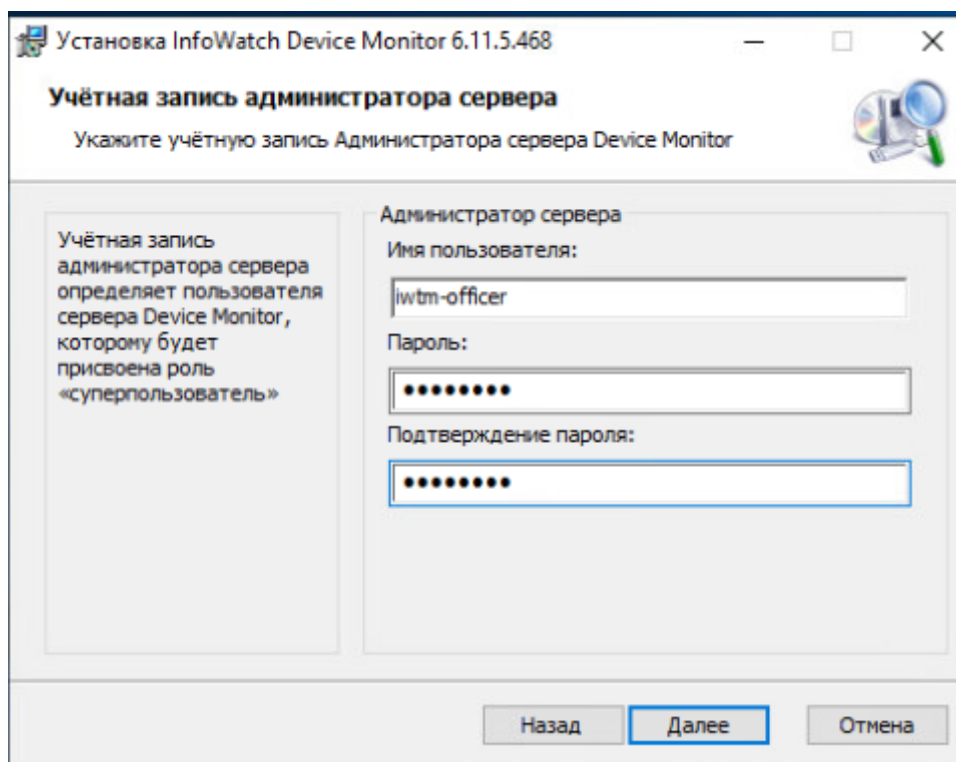 Установка InfoWatch Device Monitor 6.11.5.468
Учётная запись администратора сервера
Укажите учётную запись Администратора сервера Device Monitor
Учётная запись
администратора сервера
определяет пользователя
сервера Device Monitor,
которому будет
присвоена роль
«суперпользователь»
Администратор сервера
Имя пользователя:
iwtm-officer
Пароль:
••••••••
Подтверждение пароля:
••••••••
Назад
Далее
Отмена